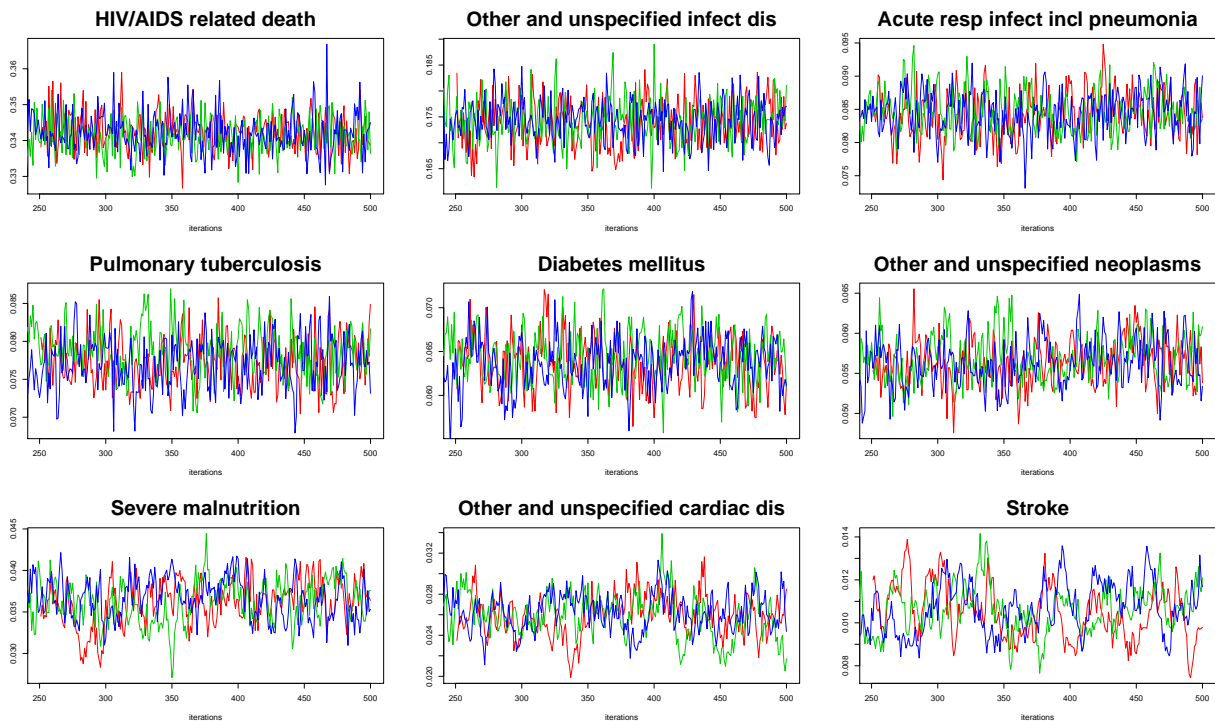 HIV/AIDS related death
0.36
0.35
0.34
0.33
250 300 350 400 450 500
iterations
Other and unspecified infect dis
0.185
0.175
0.165
250 300 350 400 450 500
iterations
Acute resp infect incl pneumonia
0.095
0.090
0.085
0.080
0.075
250 300 350 400 450 500
iterations
Pulmonary tuberculosis
0.085
0.080
0.075
0.070
250 300 350 400 450 500
iterations
Diabetes mellitus
0.070
0.065
0.060
250 300 350 400 450 500
iterations
Other and unspecified neoplasms
0.065
0.060
0.055
0.050
250 300 350 400 450 500
iterations
Severe malnutrition
0.045
0.040
0.035
0.030
250 300 350 400 450 500
iterations
Other and unspecified cardiac dis
0.032
0.028
0.024
0.020
250 300 350 400 450 500
iterations
Stroke
0.014
0.012
0.010
0.008
250 300 350 400 450 500
iterations